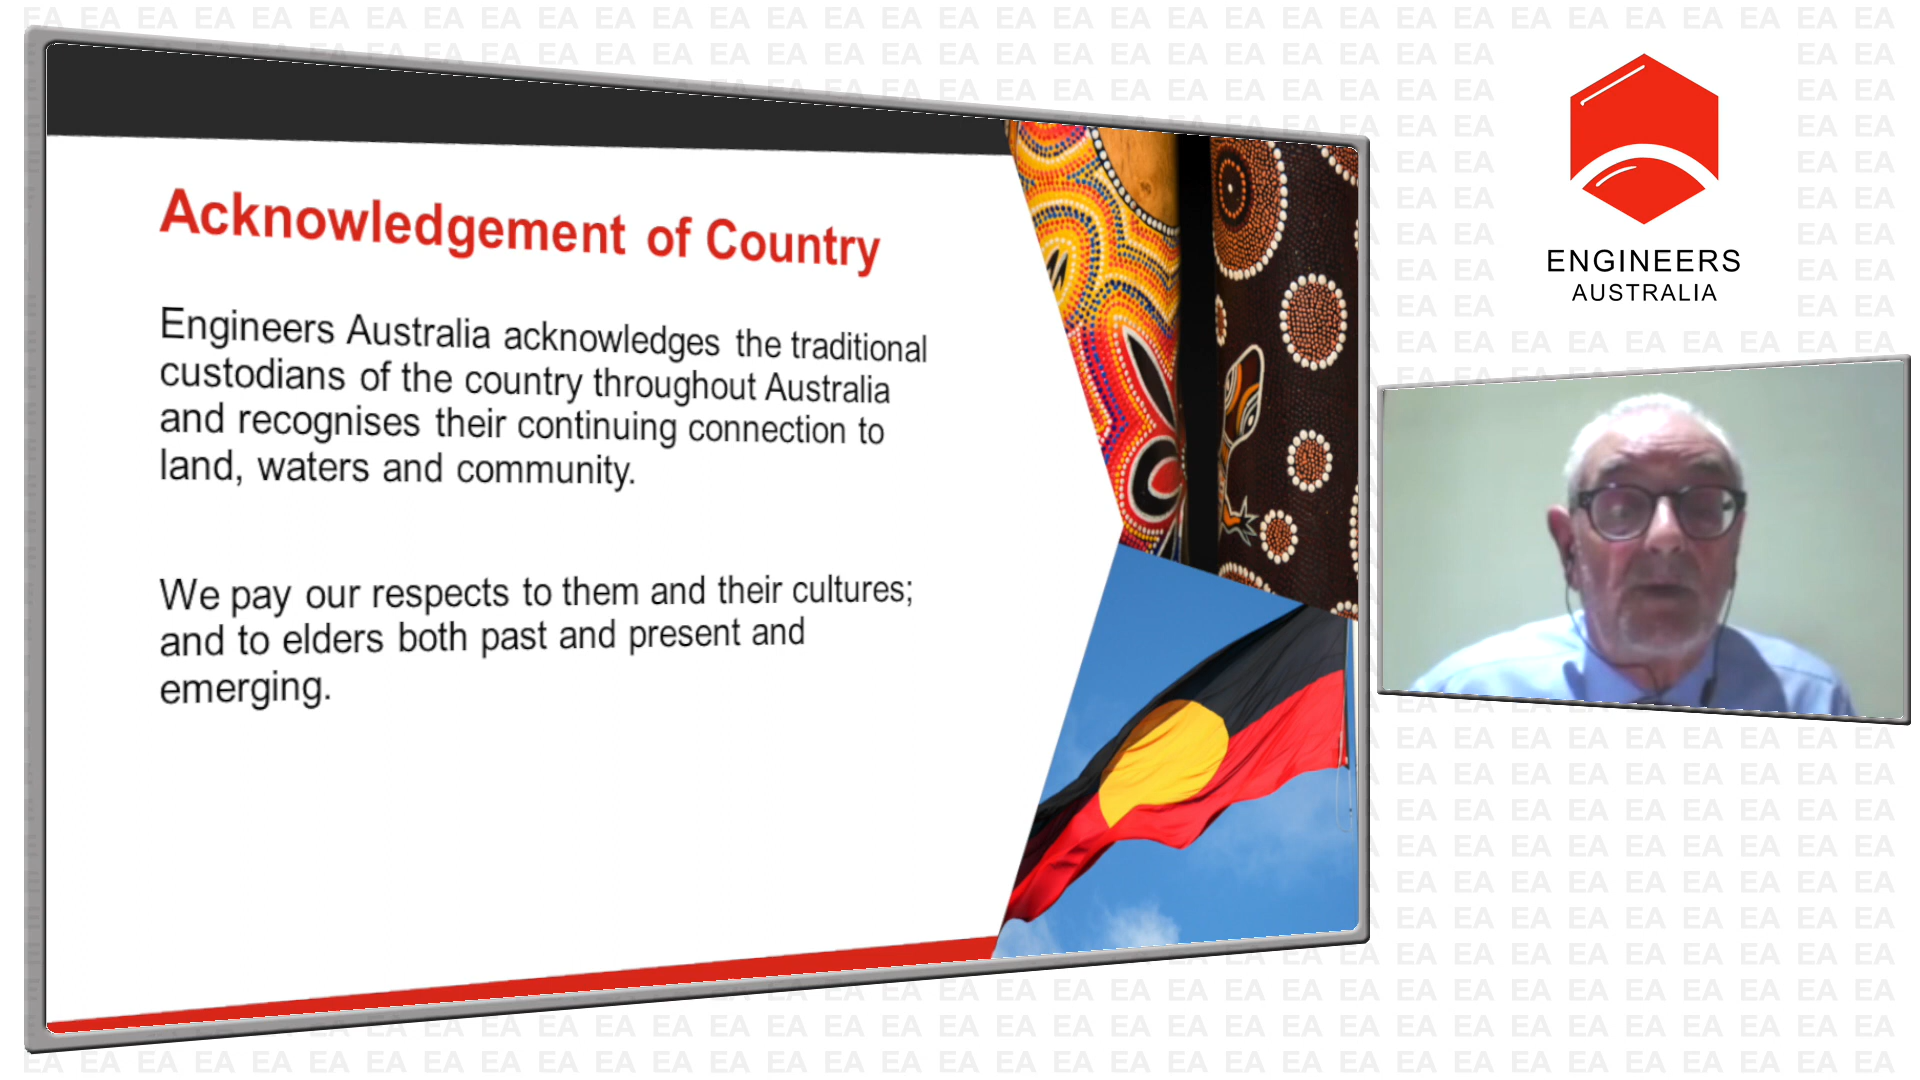 Acknowledgement of Country
Engineers Australia acknowledges the traditional
custodians of the country throughout Australia
and recognises their continuing connection to
land, waters and community.
We pay our respects to them and their cultures;
and to elders both past and present and
emerging.
ENGINEERS
AUSTRALIA